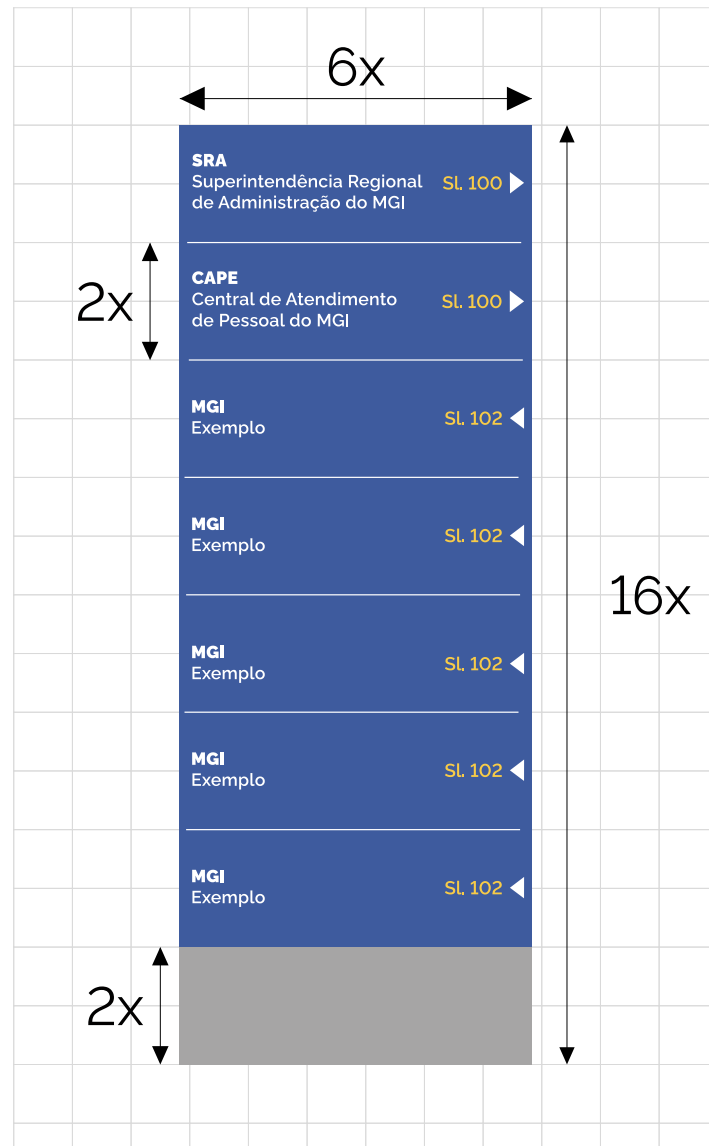 6x
SRA
Superintendência Regional
de Administração do MGI
Sl. 100
2x
CAPE
Central de Atendimento
de Pessoal do MGI
Sl. 100
MGI
Exemplo
Sl. 102
MGI
Exemplo
Sl. 102
16x
MGI
Exemplo
Sl. 102
MGI
Exemplo
Sl. 102
MGI
Exemplo
Sl. 102
2x